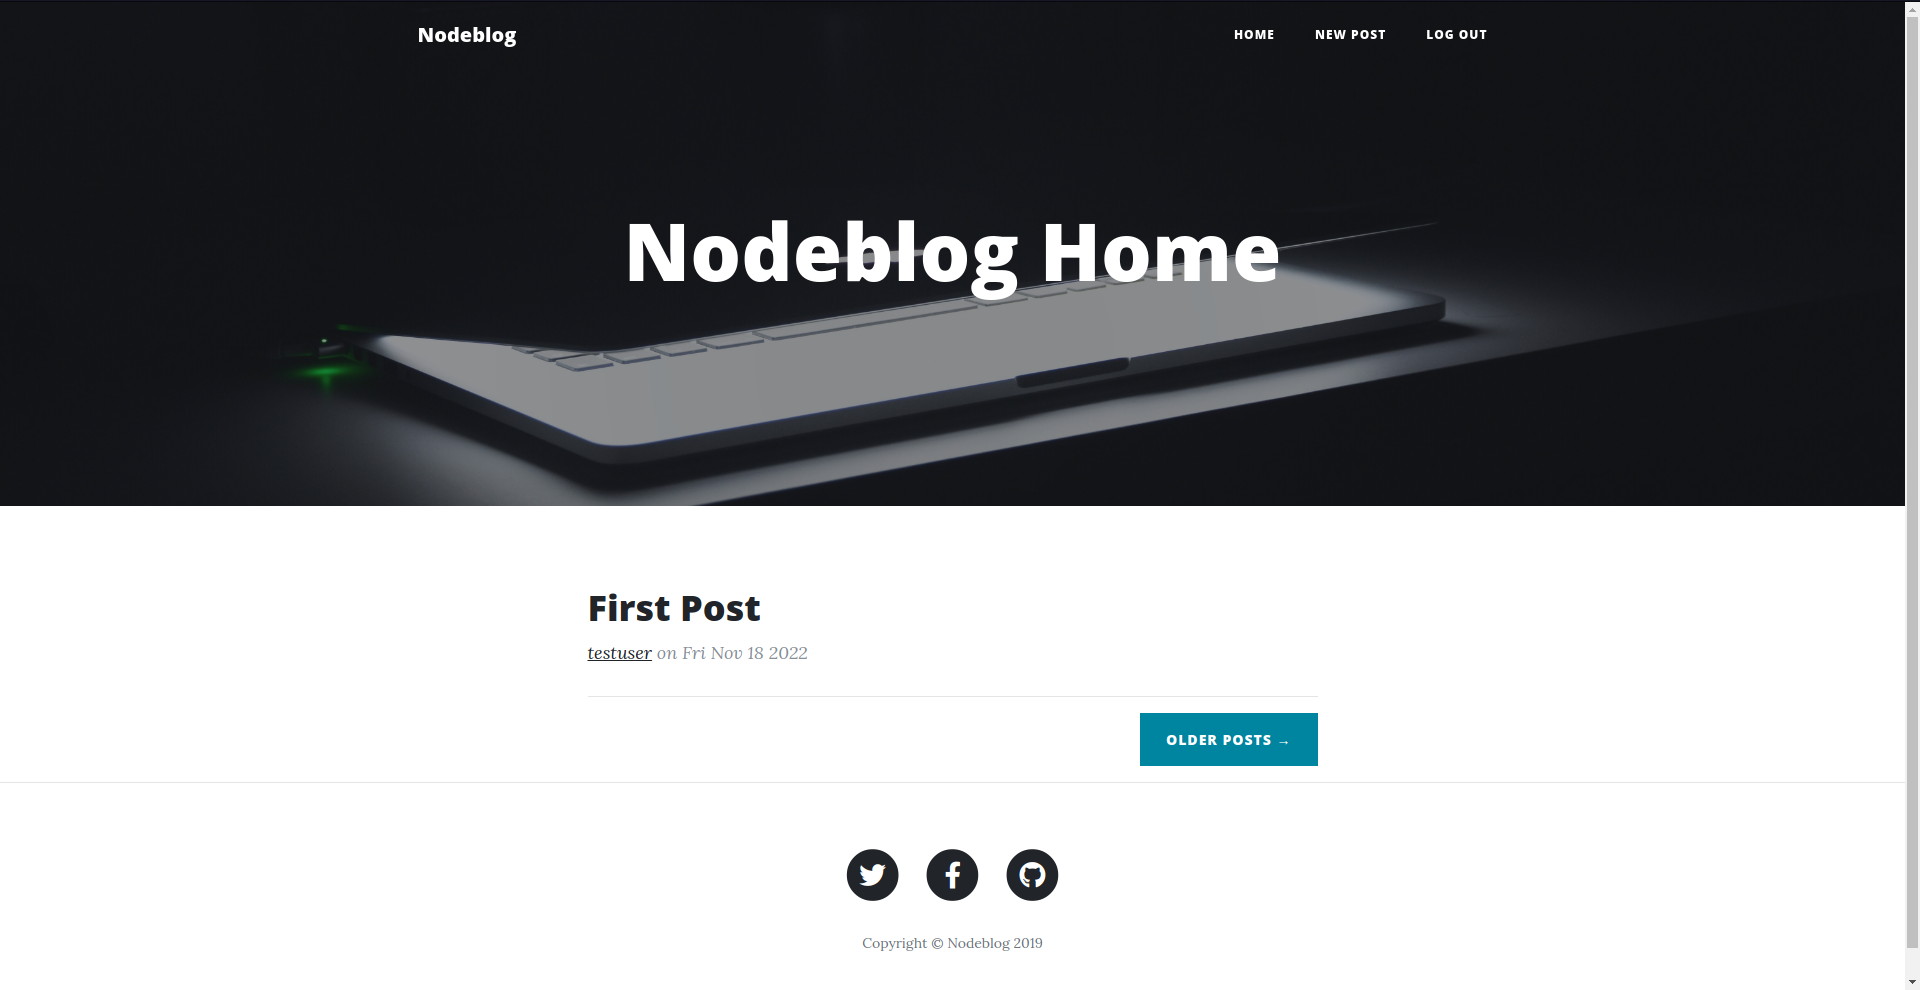 Nodeblog
HOME NEW POST LOG OUT
Nodeblog Home
First Post
testuser on Fri Nov 18 2022
OLDER POSTS →
Copyright © Nodeblog 2019